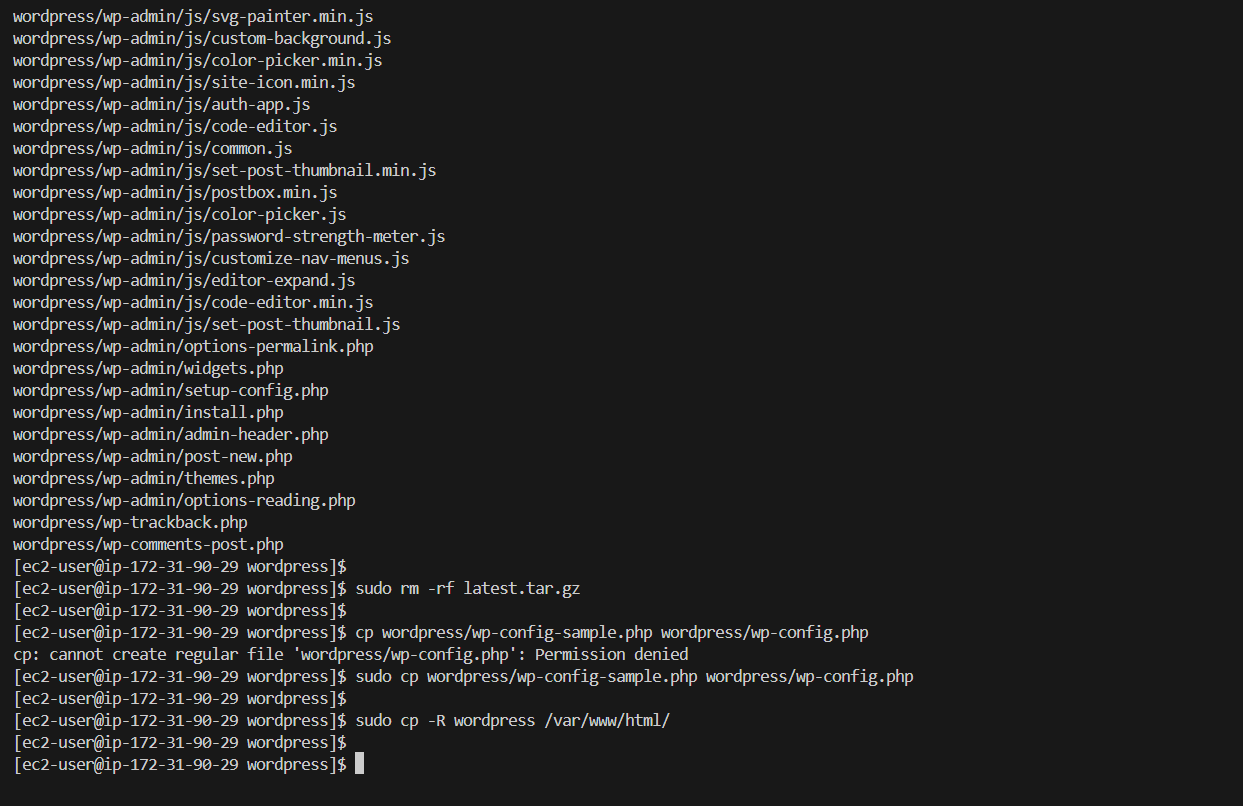 wordpress/wp-admin/js/svg-painter.min.js
wordpress/wp-admin/js/custom-background.js
wordpress/wp-admin/js/color-picker.min.js
wordpress/wp-admin/js/site-icon.min.js
wordpress/wp-admin/js/auth-app.js
wordpress/wp-admin/js/code-editor.js
wordpress/wp-admin/js/common.js
wordpress/wp-admin/js/set-post-thumbnail.min.js
wordpress/wp-admin/js/postbox.min.js
wordpress/wp-admin/js/color-picker.js
wordpress/wp-admin/js/password-strength-meter.js
wordpress/wp-admin/js/customize-nav-menus.js
wordpress/wp-admin/js/editor-expand.js
wordpress/wp-admin/js/code-editor.min.js
wordpress/wp-admin/js/set-post-thumbnail.js
wordpress/wp-admin/options-permalink.php
wordpress/wp-admin/widgets.php
wordpress/wp-admin/setup-config.php
wordpress/wp-admin/install.php
wordpress/wp-admin/admin-header.php
wordpress/wp-admin/post-new.php
wordpress/wp-admin/themes.php
wordpress/wp-admin/options-reading.php
wordpress/wp-trackback.php
wordpress/wp-comments-post.php
[ec2-user@ip-172-31-90-29 wordpress]$
[ec2-user@ip-172-31-90-29 wordpress]$ sudo rm -rf latest.tar.gz
[ec2-user@ip-172-31-90-29 wordpress]$
[ec2-user@ip-172-31-90-29 wordpress]$ cp wordpress/wp-config-sample.php wordpress/wp-config.php
cp: cannot create regular file 'wordpress/wp-config.php': Permission denied
[ec2-user@ip-172-31-90-29 wordpress]$ sudo cp wordpress/wp-config-sample.php wordpress/wp-config.php
[ec2-user@ip-172-31-90-29 wordpress]$
[ec2-user@ip-172-31-90-29 wordpress]$ sudo cp -R wordpress /var/www/html/
[ec2-user@ip-172-31-90-29 wordpress]$
[ec2-user@ip-172-31-90-29 wordpress]$